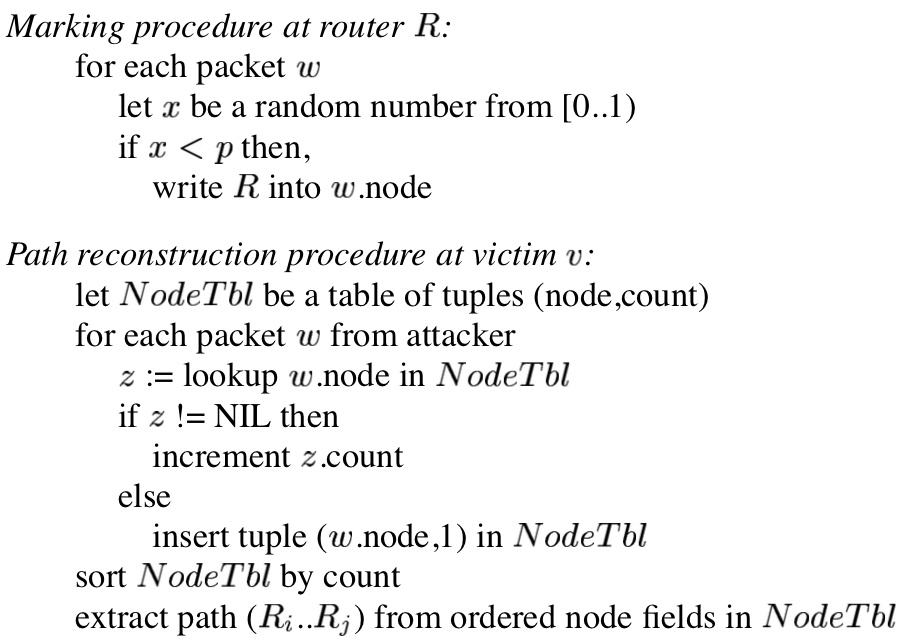 Marking procedure at router R:
for each packet w
let x be a random number from [0..1)
if x < p then,
write R into w.node
Path reconstruction procedure at victim v:
let NodeTbl be a table of tuples (node,count)
for each packet w from attacker
z := lookup w.node in NodeTbl
if z != NIL then
increment z.count
else
insert tuple (w.node,1) in NodeTbl
sort NodeTbl by count
extract path (Rᵢ..Rⱼ) from ordered node fields in NodeTbl